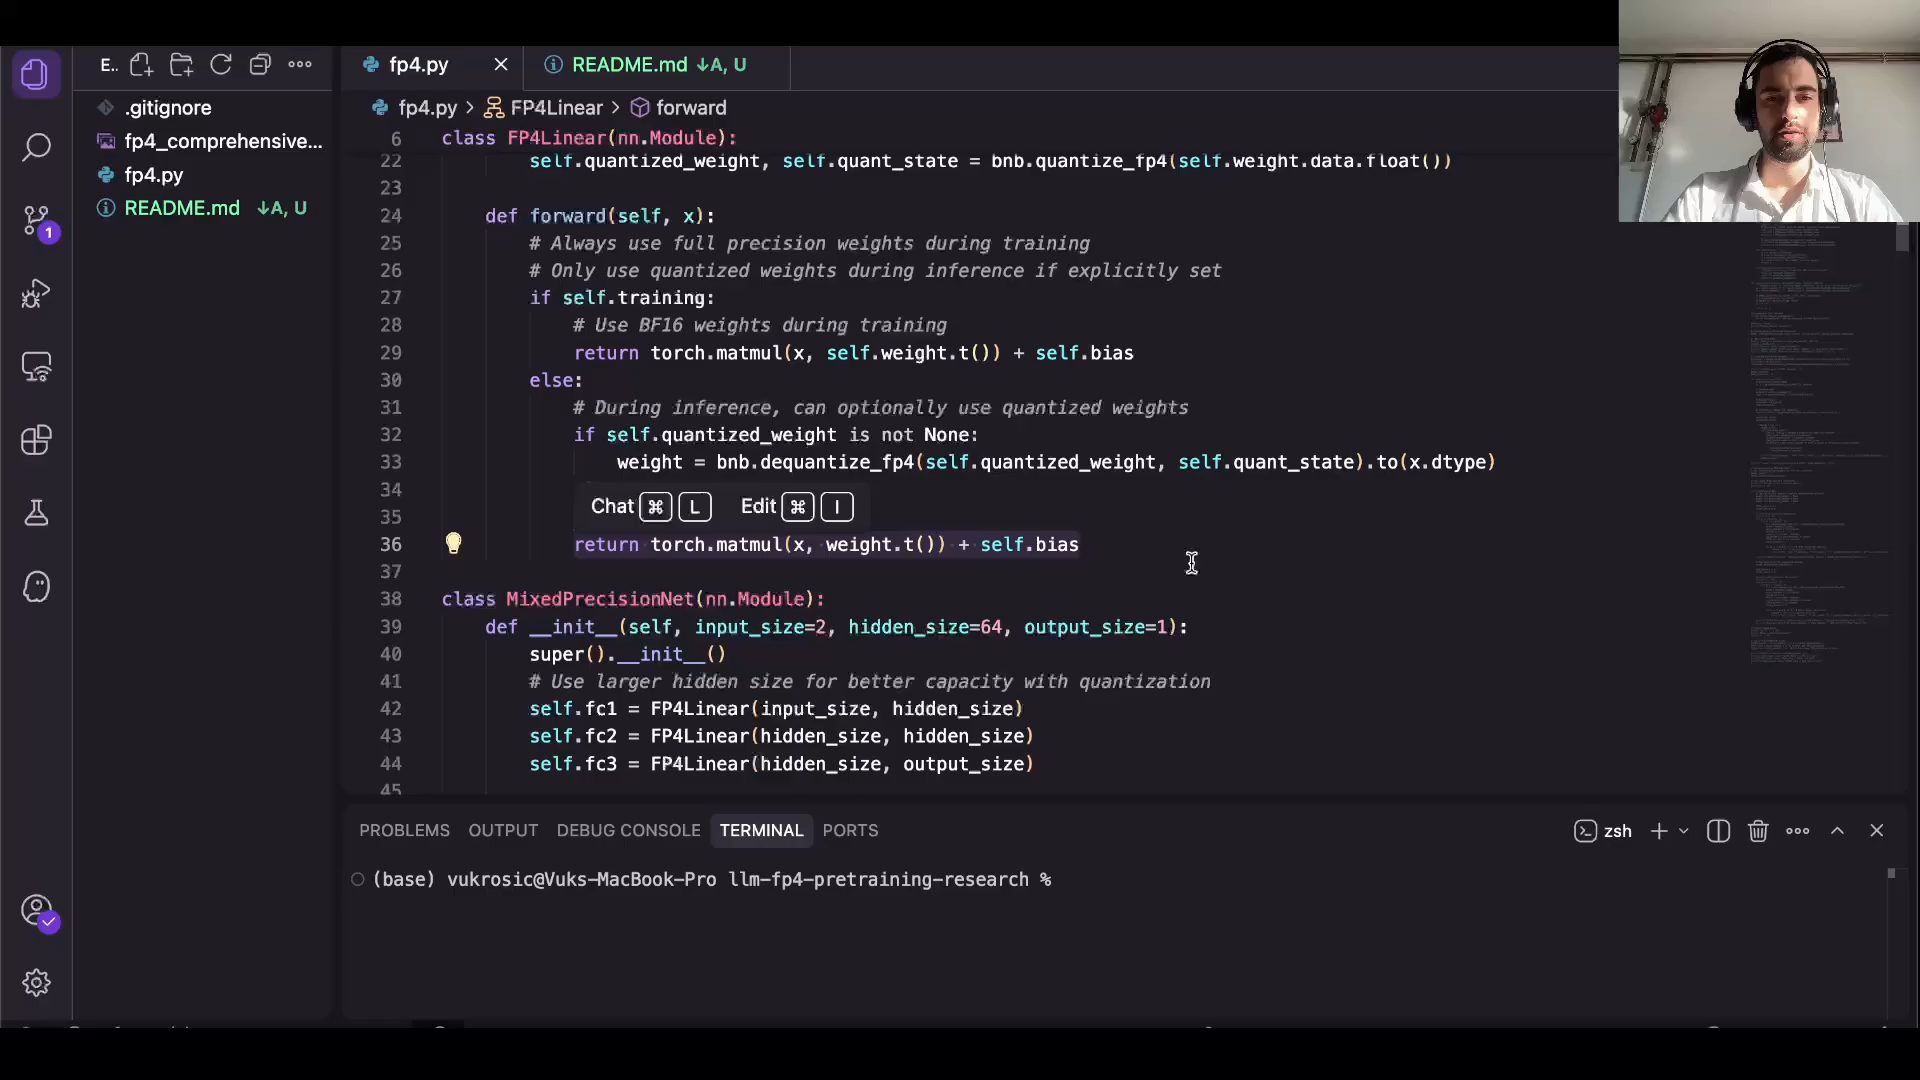 E..
.gitignore
fp4_comprehensive...
fp4.py
README.md ↓A, U
1
fp4.py
README.md ↓A, U
fp4.py > FP4Linear > forward
6 class FP4Linear(nn.Module):
22 self.quantized_weight, self.quant_state = bnb.quantize_fp4(self.weight.data.float())
23
24 def forward(self, x):
25 # Always use full precision weights during training
26 # Only use quantized weights during inference if explicitly set
27 if self.training:
28 # Use BF16 weights during training
29 return torch.matmul(x, self.weight.t()) + self.bias
30 else:
31 # During inference, can optionally use quantized weights
32 if self.quantized_weight is not None:
33 weight = bnb.dequantize_fp4(self.quantized_weight, self.quant_state).to(x.dtype)
34
Chat ⌘ L Edit ⌘ I
35
36 return torch.matmul(x, weight.t()) + self.bias
37
38 class MixedPrecisionNet(nn.Module):
39 def __init__(self, input_size=2, hidden_size=64, output_size=1):
40 super().__init__()
41 # Use larger hidden size for better capacity with quantization
42 self.fc1 = FP4Linear(input_size, hidden_size)
43 self.fc2 = FP4Linear(hidden_size, hidden_size)
44 self.fc3 = FP4Linear(hidden_size, output_size)
45
PROBLEMS OUTPUT DEBUG CONSOLE TERMINAL PORTS
zsh
(base) vukrosic@Vuks-MacBook-Pro llm-fp4-pretraining-research %